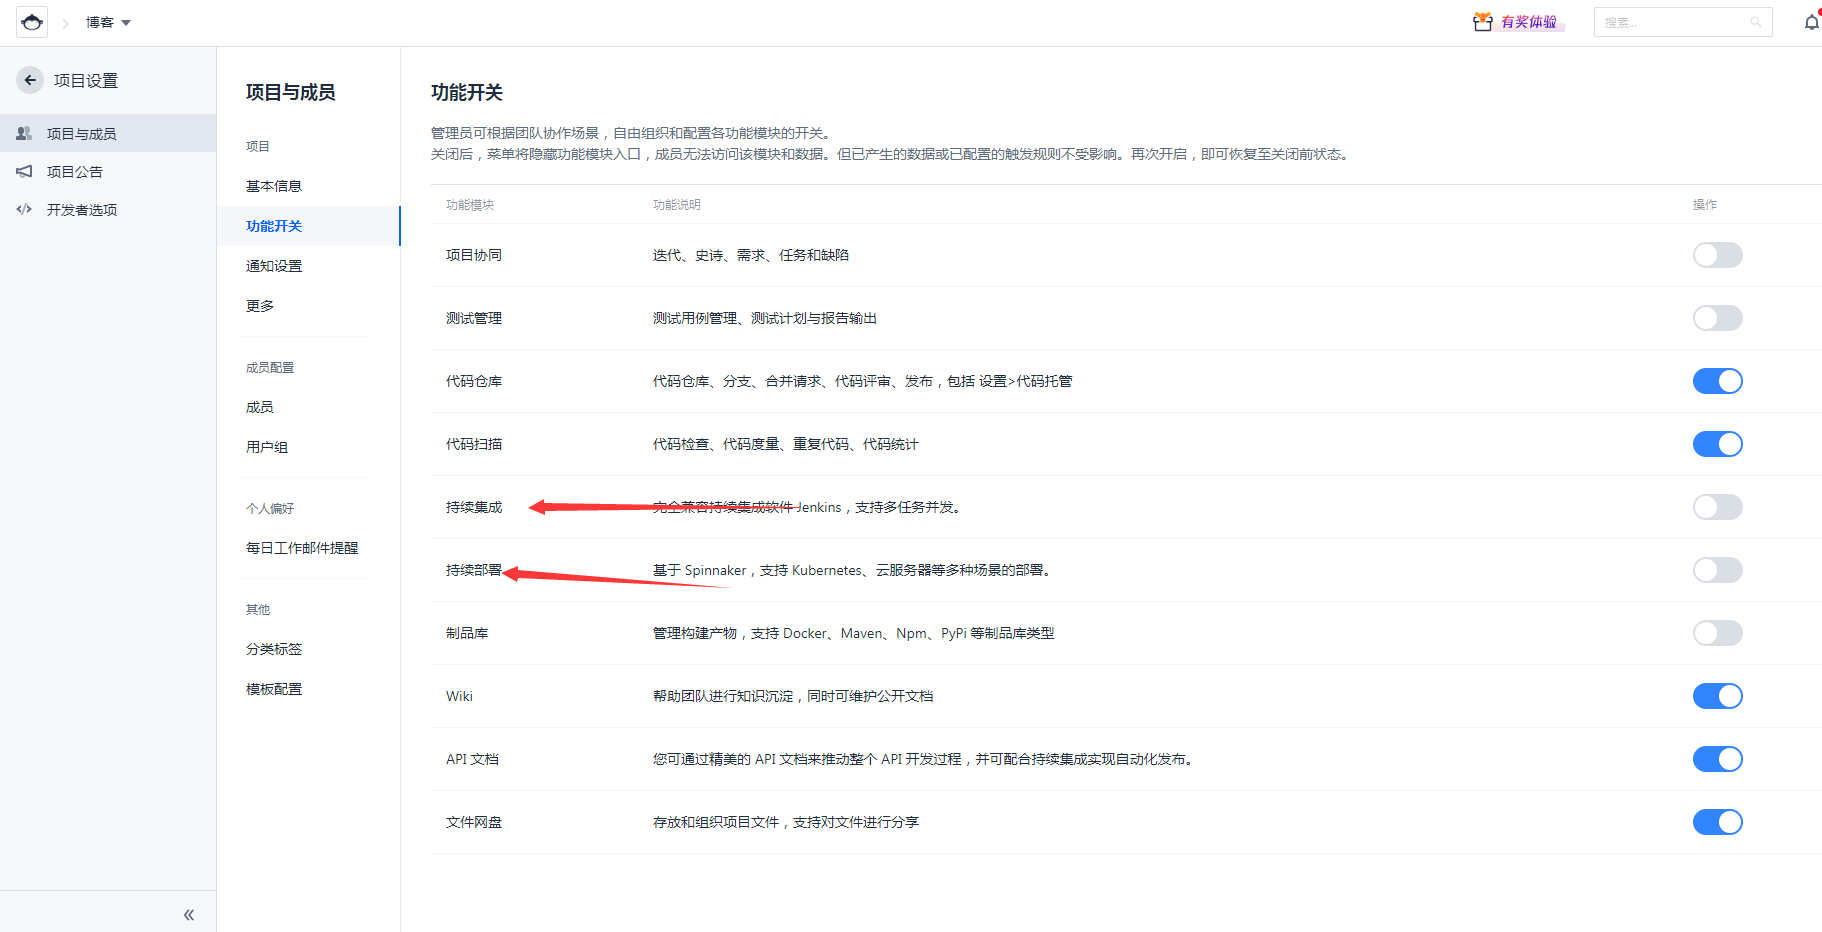 博客
有奖体验
搜索...
项目设置
项目与成员
项目公告
开发者选项
项目与成员
项目
基本信息
功能开关
通知设置
更多
成员配置
成员
用户组
个人偏好
每日工作邮件提醒
其他
分类标签
模板配置
功能开关
管理员可根据团队协作场景，自由组织和配置各功能模块的开关。
关闭后，菜单将隐藏功能模块入口，成员无法访问该模块和数据。但已产生的数据或已配置的触发规则不受影响。再次开启，即可恢复至关闭前状态。
功能模块 功能说明 操作
项目协同 迭代、史诗、需求、任务和缺陷
测试管理 测试用例管理、测试计划与报告输出
代码仓库 代码仓库、分支、合并请求、代码评审、发布，包括 设置>代码托管
代码扫描 代码检查、代码度量、重复代码、代码统计
持续集成 完全兼容持续集成软件 Jenkins，支持多任务并发。
持续部署 基于 Spinnaker，支持 Kubernetes、云服务器等多种场景的部署。
制品库 管理构建产物，支持 Docker、Maven、Npm、PyPi 等制品库类型
Wiki 帮助团队进行知识沉淀，同时可维护公开文档
API 文档 您可通过精美的 API 文档来推动整个 API 开发过程，并可配合持续集成实现自动化发布。
文件网盘 存放和组织项目文件，支持对文件进行分享